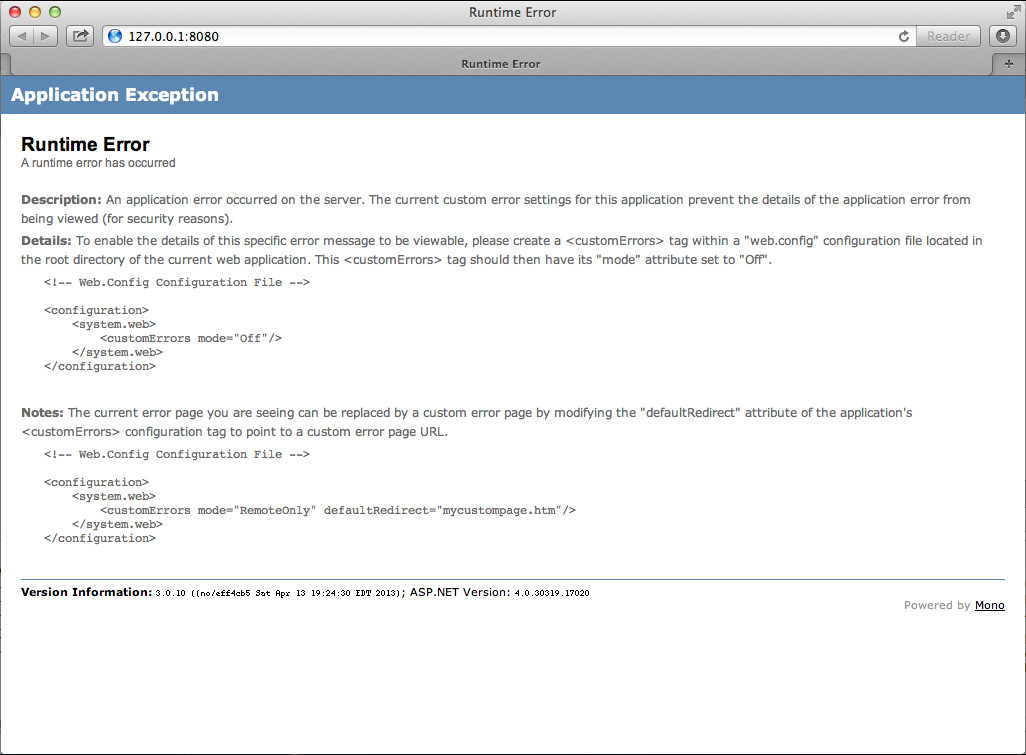 Runtime Error
127.0.0.1:8080
Reader
Runtime Error
Application Exception
Runtime Error
A runtime error has occurred
Description: An application error occurred on the server. The current custom error settings for this application prevent the details of the application error from
being viewed (for security reasons).
Details: To enable the details of this specific error message to be viewable, please create a <customErrors> tag within a "web.config" configuration file located in
the root directory of the current web application. This <customErrors> tag should then have its "mode" attribute set to "Off".
<!-- Web.Config Configuration File -->
<configuration>
    <system.web>
        <customErrors mode="Off"/>
    </system.web>
</configuration>
Notes: The current error page you are seeing can be replaced by a custom error page by modifying the "defaultRedirect" attribute of the application's
<customErrors> configuration tag to point to a custom error page URL.
<!-- Web.Config Configuration File -->
<configuration>
    <system.web>
        <customErrors mode="RemoteOnly" defaultRedirect="mycustompage.htm"/>
    </system.web>
</configuration>
Version Information: 3.0.10 ((no/eff4cb5 Sat Apr 13 19:24:30 EDT 2013); ASP.NET Version: 4.0.30319.17020
Powered by Mono